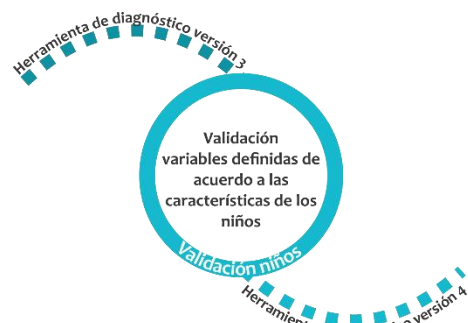 Herramienta de diagnóstico versión 3
Validación
variables definidas de
acuerdo a las
características de los
niños
Validación niños
versión 4